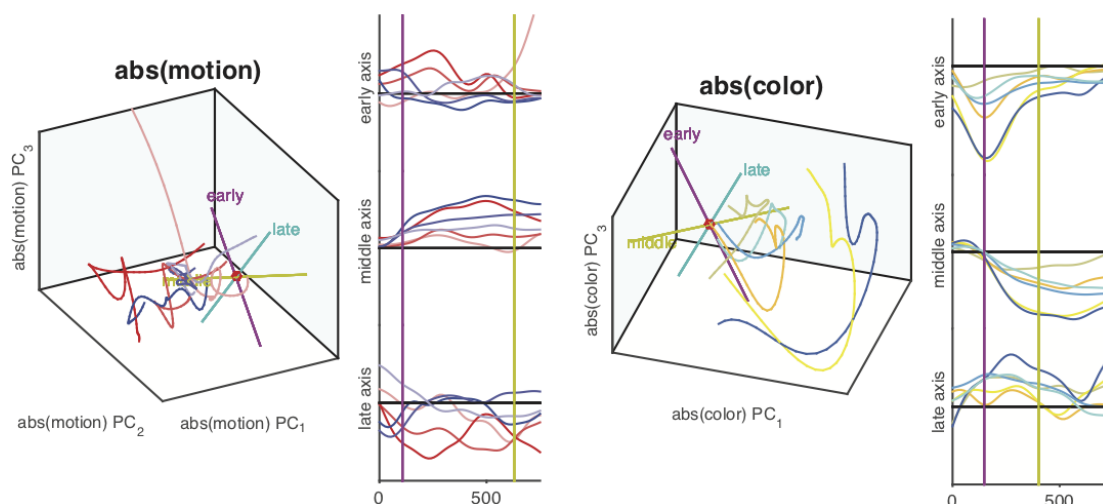 abs(motion)
abs(motion) PC3
early
late
middle
abs(motion) PC2
abs(motion) PC1
early axis
middle axis
late axis
0
500
abs(color)
abs(color) PC3
early
late
middle
abs(color) PC1
early axis
middle axis
late axis
0
500